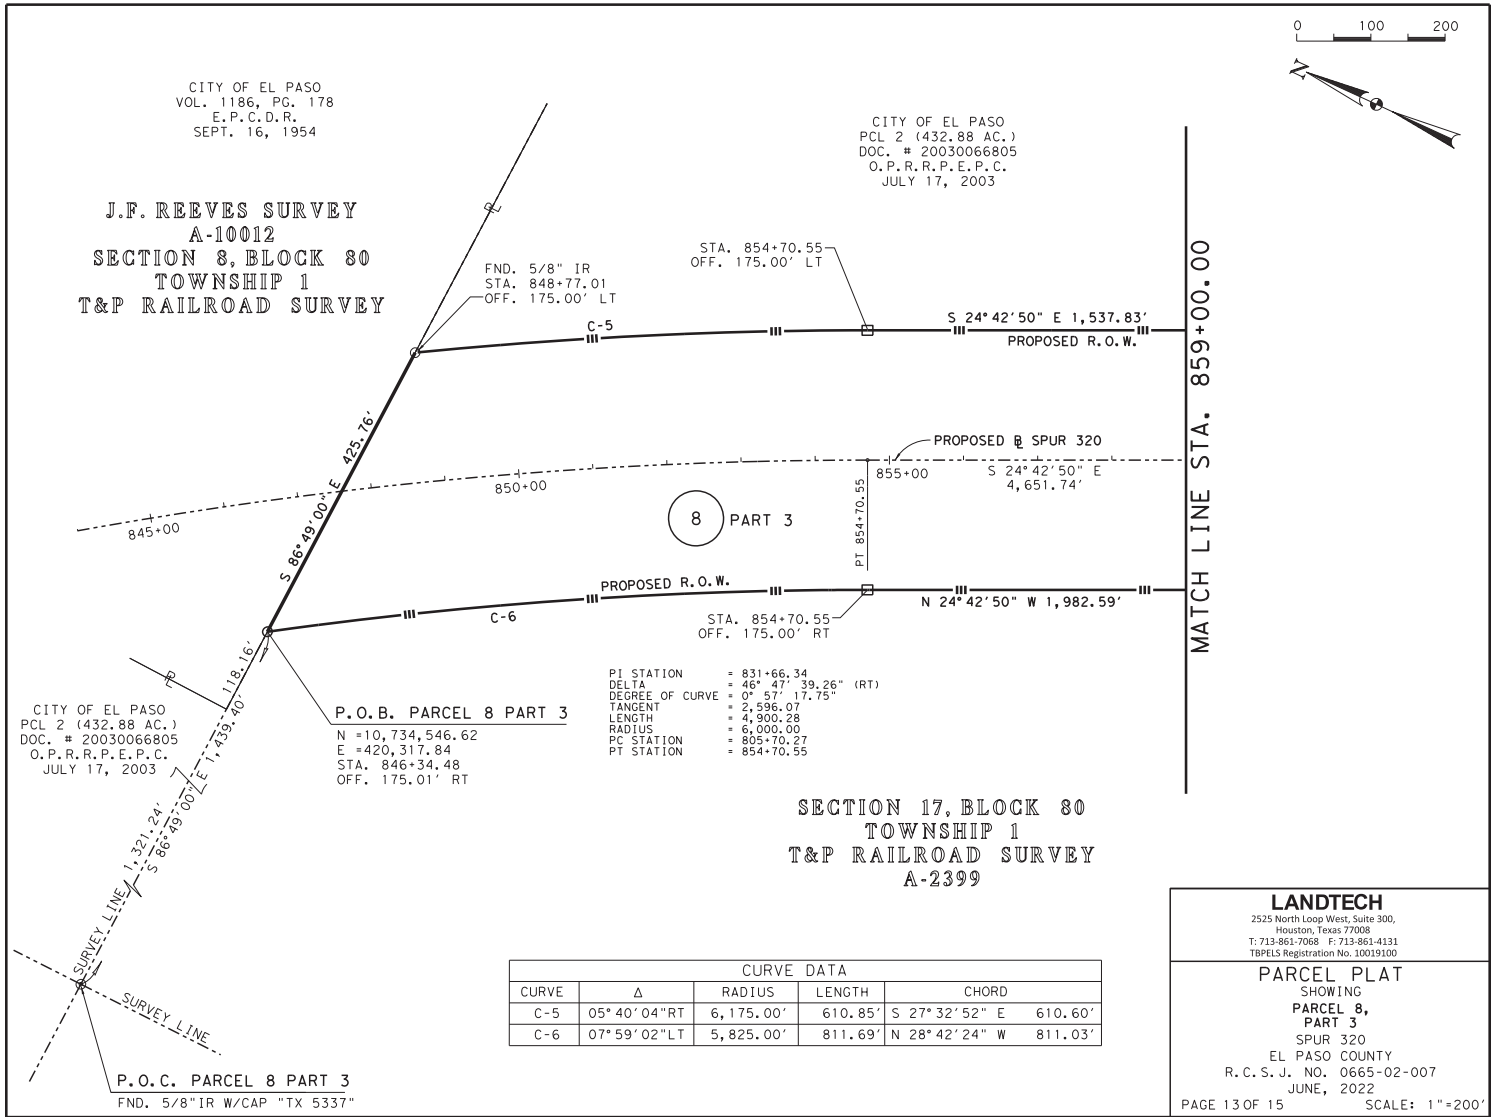 0 100 200
N
CITY OF EL PASO
VOL. 1186, PG. 178
E.P.C.D.R.
SEPT. 16, 1954
CITY OF EL PASO
PCL 2 (432.88 AC.)
DOC. # 20030066805
O.P.R.R.P.E.P.C.
JULY 17, 2003
J.F. REEVES SURVEY
A-10012
SECTION 8, BLOCK 80
TOWNSHIP 1
T&P RAILROAD SURVEY
PL
FND. 5/8" IR
STA. 848+77.01
OFF. 175.00' LT
STA. 854+70.55
OFF. 175.00' LT
C-5
S 24°42'50" E 1,537.83'
PROPOSED R.O.W.
MATCH LINE STA. 859+00.00
S 86°49'00" E 425.76'
PROPOSED BL SPUR 320
845+00
850+00
855+00
S 24°42'50" E
4,651.74'
8 PART 3
PT 854+70.55
PROPOSED R.O.W.
C-6
STA. 854+70.55
OFF. 175.00' RT
N 24°42'50" W 1,982.59'
118.16'
PL
CITY OF EL PASO
PCL 2 (432.88 AC.)
DOC. # 20030066805
O.P.R.R.P.E.P.C.
JULY 17, 2003
P.O.B. PARCEL 8 PART 3
N =10,734,546.62
E =420,317.84
STA. 846+34.48
OFF. 175.01' RT
PI STATION = 831+66.34
DELTA = 46° 47' 39.26" (RT)
DEGREE OF CURVE = 0° 57' 17.75"
TANGENT = 2,596.07
LENGTH = 4,900.28
RADIUS = 6,000.00
PC STATION = 805+70.27
PT STATION = 854+70.55
S 86°49'00" E 1,439.40'
SURVEY LINE 1,321.24'
SURVEY LINE
SECTION 17, BLOCK 80
TOWNSHIP 1
T&P RAILROAD SURVEY
A-2399
P.O.C. PARCEL 8 PART 3
FND. 5/8"IR W/CAP "TX 5337"
CURVE DATA
CURVE Δ RADIUS LENGTH CHORD
C-5 05°40'04"RT 6,175.00' 610.85' S 27°32'52" E 610.60'
C-6 07°59'02"LT 5,825.00' 811.69' N 28°42'24" W 811.03'
LANDTECH
2525 North Loop West, Suite 300,
Houston, Texas 77008
T: 713-861-7068 F: 713-861-4131
TBPELS Registration No. 10019100
PARCEL PLAT
SHOWING
PARCEL 8,
PART 3
SPUR 320
EL PASO COUNTY
R.C.S.J. NO. 0665-02-007
JUNE, 2022
PAGE 13 OF 15 SCALE: 1"=200'